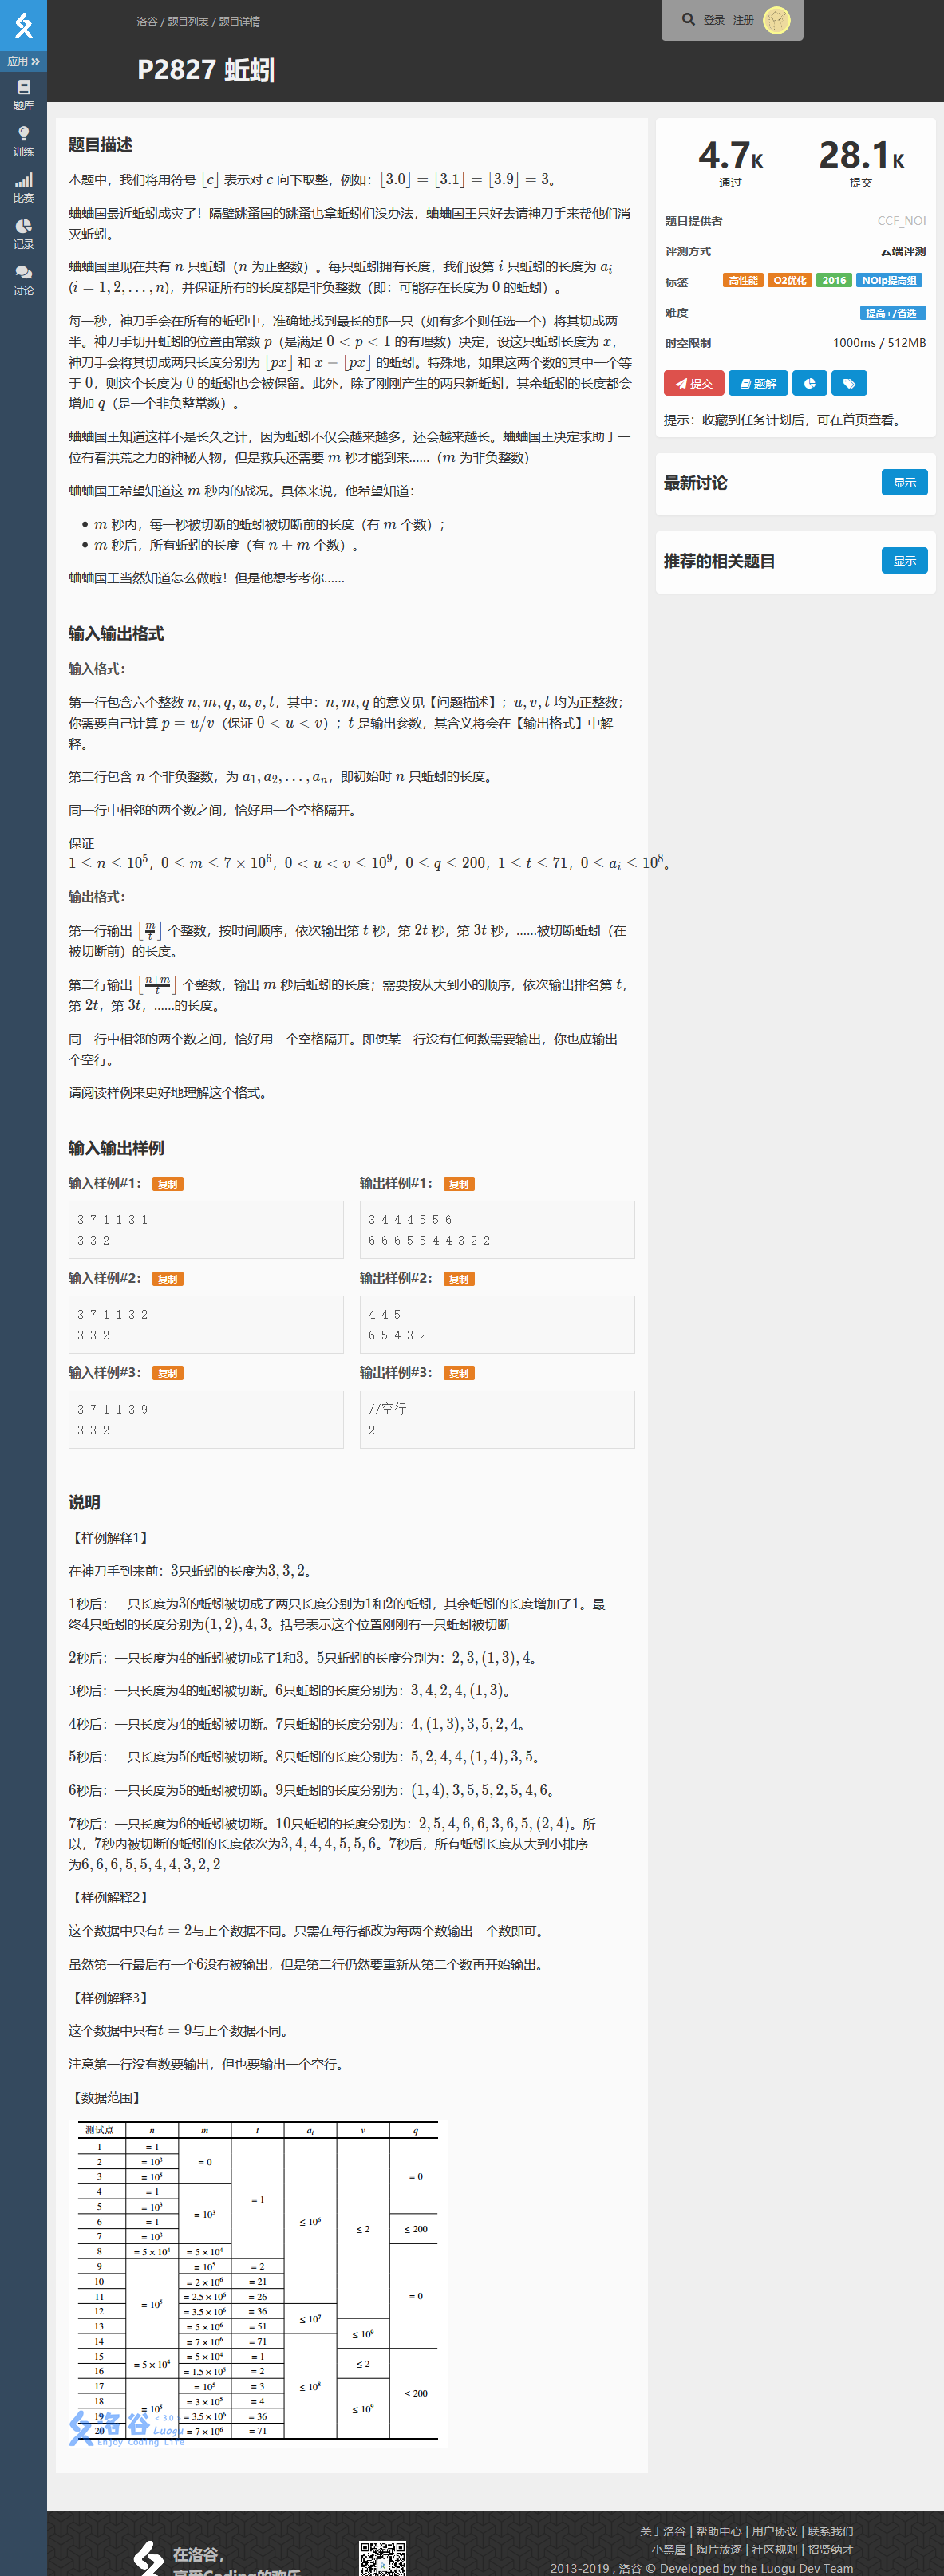 应用
题库
训练
比赛
记录
讨论
洛谷 / 题目列表 / 题目详情
登录 注册
P2827 蚯蚓
题目描述
本题中，我们将用符号 ⌊c⌋ 表示对 c 向下取整，例如：⌊3.0⌋ = ⌊3.1⌋ = ⌊3.9⌋ = 3。
蛐蛐国最近蚯蚓成灾了！隔壁跳蚤国的跳蚤也拿蚯蚓们没办法，蛐蛐国王只好去请神刀手来帮他们消
灭蚯蚓。
蛐蛐国里现在共有 n 只蚯蚓（n 为正整数）。每只蚯蚓拥有长度，我们设第 i 只蚯蚓的长度为 a_i
(i = 1, 2, ..., n)，并保证所有的长度都是非负整数（即：可能存在长度为 0 的蚯蚓）。
每一秒，神刀手会在所有的蚯蚓中，准确地找到最长的那一只（如有多个则任选一个）将其切成两
半。神刀手切开蚯蚓的位置由常数 p（是满足 0 < p < 1 的有理数）决定，设这只蚯蚓长度为 x，
神刀手会将其切成两只长度分别为 ⌊px⌋ 和 x − ⌊px⌋ 的蚯蚓。特殊地，如果这两个数的其中一个等
于 0，则这个长度为 0 的蚯蚓也会被保留。此外，除了刚刚产生的两只新蚯蚓，其余蚯蚓的长度都会
增加 q（是一个非负整常数）。
蛐蛐国王知道这样不是长久之计，因为蚯蚓不仅会越来越多，还会越来越长。蛐蛐国王决定求助于一
位有着洪荒之力的神秘人物，但是救兵还需要 m 秒才能到来......（m 为非负整数）
蛐蛐国王希望知道这 m 秒内的战况。具体来说，他希望知道：
• m 秒内，每一秒被切断的蚯蚓被切断前的长度（有 m 个数）；
• m 秒后，所有蚯蚓的长度（有 n + m 个数）。
蛐蛐国王当然知道怎么做啦！但是他想考考你......
输入输出格式
输入格式：
第一行包含六个整数 n, m, q, u, v, t，其中：n, m, q 的意义见【问题描述】；u, v, t 均为正整数；
你需要自己计算 p = u/v（保证 0 < u < v）；t 是输出参数，其含义将会在【输出格式】中解
释。
第二行包含 n 个非负整数，为 a_1, a_2, ..., a_n，即初始时 n 只蚯蚓的长度。
同一行中相邻的两个数之间，恰好用一个空格隔开。
保证
1 ≤ n ≤ 10^5，0 ≤ m ≤ 7 × 10^6，0 < u < v ≤ 10^9，0 ≤ q ≤ 200，1 ≤ t ≤ 71，0 ≤ a_i ≤ 10^8。
输出格式：
第一行输出 ⌊m/t⌋ 个整数，按时间顺序，依次输出第 t 秒，第 2t 秒，第 3t 秒，......被切断蚯蚓（在
被切断前）的长度。
第二行输出 ⌊(n+m)/t⌋ 个整数，输出 m 秒后蚯蚓的长度；需要按从大到小的顺序，依次输出排名第 t，
第 2t，第 3t，......的长度。
同一行中相邻的两个数之间，恰好用一个空格隔开。即使某一行没有任何数需要输出，你也应输出一
个空行。
请阅读样例来更好地理解这个格式。
输入输出样例
输入样例#1： 复制
3 7 1 1 3 1
3 3 2
输出样例#1： 复制
3 4 4 4 5 5 6
6 6 6 5 5 4 4 3 2 2
输入样例#2： 复制
3 7 1 1 3 2
3 3 2
输出样例#2： 复制
4 4 5
6 5 4 3 2
输入样例#3： 复制
3 7 1 1 3 9
3 3 2
输出样例#3： 复制
//空行
2
说明
【样例解释1】
在神刀手到来前：3只蚯蚓的长度为3, 3, 2。
1秒后：一只长度为3的蚯蚓被切成了两只长度分别为1和2的蚯蚓，其余蚯蚓的长度增加了1。最
终4只蚯蚓的长度分别为(1, 2), 4, 3。括号表示这个位置刚刚有一只蚯蚓被切断
2秒后：一只长度为4的蚯蚓被切成了1和3。5只蚯蚓的长度分别为：2, 3, (1, 3), 4。
3秒后：一只长度为4的蚯蚓被切断。6只蚯蚓的长度分别为：3, 4, 2, 4, (1, 3)。
4秒后：一只长度为4的蚯蚓被切断。7只蚯蚓的长度分别为：4, (1, 3), 3, 5, 2, 4。
5秒后：一只长度为5的蚯蚓被切断。8只蚯蚓的长度分别为：5, 2, 4, 4, (1, 4), 3, 5。
6秒后：一只长度为5的蚯蚓被切断。9只蚯蚓的长度分别为：(1, 4), 3, 5, 5, 2, 5, 4, 6。
7秒后：一只长度为6的蚯蚓被切断。10只蚯蚓的长度分别为：2, 5, 4, 6, 6, 3, 6, 5, (2, 4)。所
以，7秒内被切断的蚯蚓的长度依次为3, 4, 4, 4, 5, 5, 6。7秒后，所有蚯蚓长度从大到小排序
为6, 6, 6, 5, 5, 4, 4, 3, 2, 2
【样例解释2】
这个数据中只有t = 2与上个数据不同。只需在每行都改为每两个数输出一个数即可。
虽然第一行最后有一个6没有被输出，但是第二行仍然要重新从第二个数再开始输出。
【样例解释3】
这个数据中只有t = 9与上个数据不同。
注意第一行没有数要输出，但也要输出一个空行。
【数据范围】
测试点 n m t a_i v q
1 = 1 = 0 = 1 ≤ 10^6 ≤ 2 = 0
2 = 10^3
3 = 10^5
4 = 1 = 10^3
5 = 10^3
6 = 1 ≤ 200
7 = 10^3
8 = 5 × 10^4 = 5 × 10^4 = 0
9 = 10^5 = 10^5 = 2
10 = 2 × 10^6 = 21
11 = 2.5 × 10^6 = 26
12 = 3.5 × 10^6 = 36 ≤ 10^7
13 = 5 × 10^6 = 51 ≤ 10^9
14 = 7 × 10^6 = 71 ≤ 10^8
15 = 5 × 10^4 = 5 × 10^4 = 1 ≤ 2 ≤ 200
16 = 1.5 × 10^5 = 2
17 = 10^5 = 10^5 = 3 ≤ 10^9
18 = 3 × 10^5 = 4
19 = 3.5 × 10^6 = 36
20 = 7 × 10^6 = 71
洛谷 < 3.0 > Luogu
Enjoy Coding Life
4.7K
通过
28.1K
提交
题目提供者 CCF_NOI
评测方式 云端评测
标签 高性能 O2优化 2016 NOIp提高组
难度 提高+/省选-
时空限制 1000ms / 512MB
提交 题解
提示：收藏到任务计划后，可在首页查看。
最新讨论 显示
推荐的相关题目 显示
在洛谷，
享受Coding的欢乐
关于洛谷 | 帮助中心 | 用户协议 | 联系我们
小黑屋 | 陶片放逐 | 社区规则 | 招贤纳才
2013-2019 , 洛谷 © Developed by the Luogu Dev Team